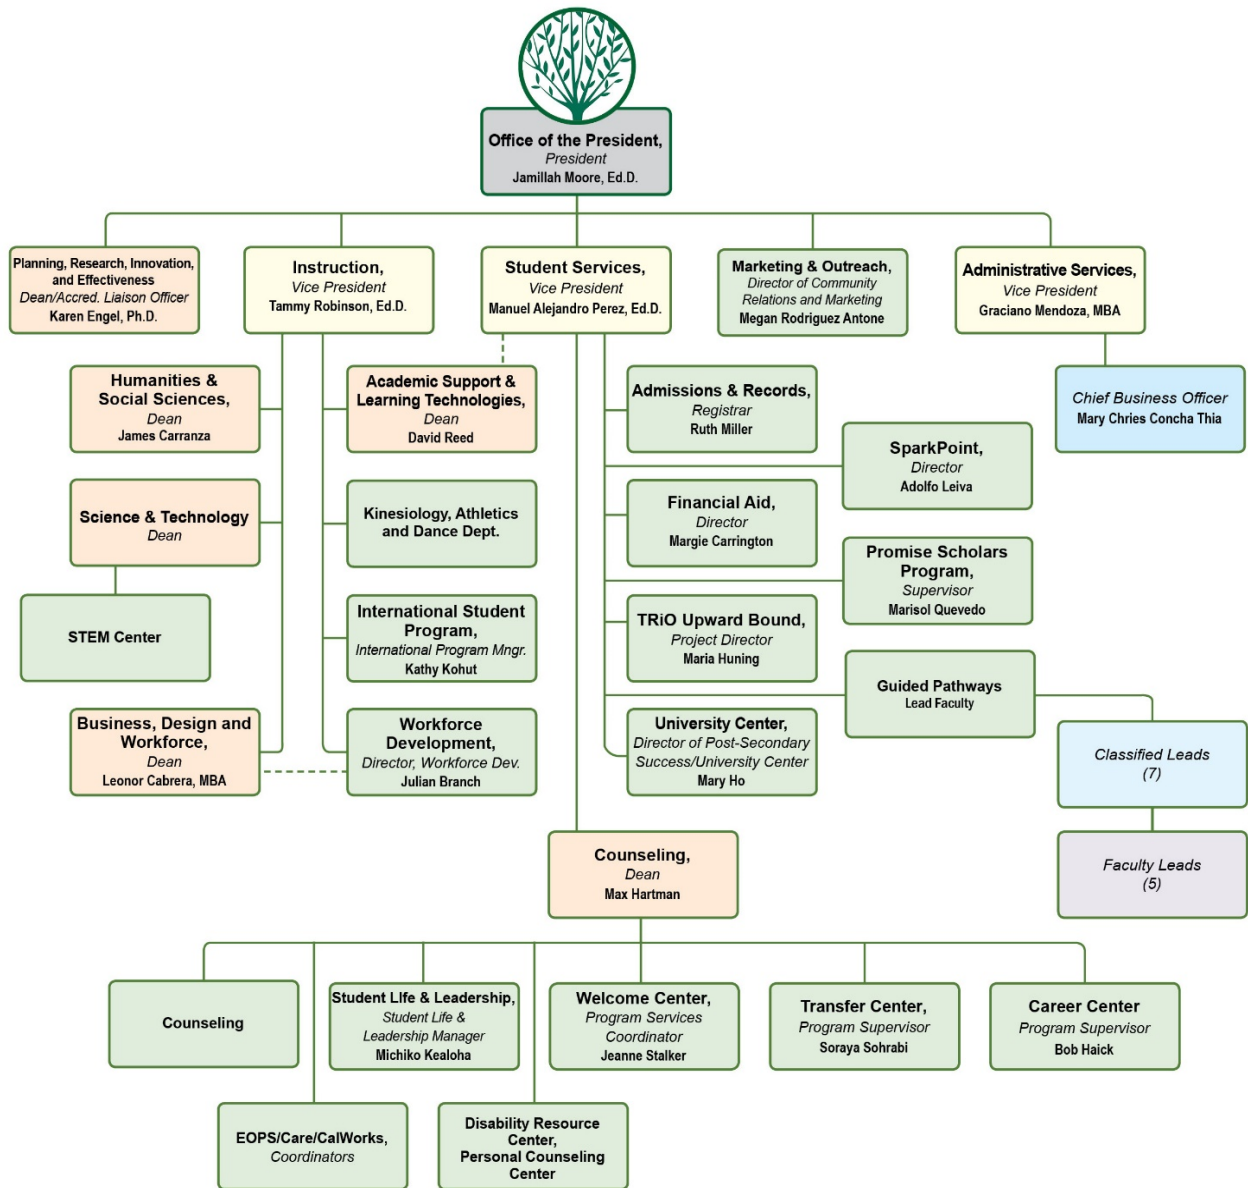 Office of the President,
President
Jamillah Moore, Ed.D.
Planning, Research, Innovation,
and Effectiveness
Dean/Accred. Liaison Officer
Karen Engel, Ph.D.
Instruction,
Vice President
Tammy Robinson, Ed.D.
Student Services,
Vice President
Manuel Alejandro Perez, Ed.D.
Marketing & Outreach,
Director of Community
Relations and Marketing
Megan Rodriguez Antone
Administrative Services,
Vice President
Graciano Mendoza, MBA
Humanities &
Social Sciences,
Dean
James Carranza
Academic Support &
Learning Technologies,
Dean
David Reed
Admissions & Records,
Registrar
Ruth Miller
Chief Business Officer
Mary Chries Concha Thia
SparkPoint,
Director
Adolfo Leiva
Science & Technology
Dean
Kinesiology, Athletics
and Dance Dept.
Financial Aid,
Director
Margie Carrington
Promise Scholars
Program,
Supervisor
Marisol Quevedo
STEM Center
International Student
Program,
International Program Mngr.
Kathy Kohut
TRiO Upward Bound,
Project Director
Maria Huning
Guided Pathways
Lead Faculty
Business, Design and
Workforce,
Dean
Leonor Cabrera, MBA
Workforce
Development,
Director, Workforce Dev.
Julian Branch
University Center,
Director of Post-Secondary
Success/University Center
Mary Ho
Classified Leads
(7)
Faculty Leads
(5)
Counseling,
Dean
Max Hartman
Counseling
Student LIfe & Leadership,
Student Life &
Leadership Manager
Michiko Kealoha
Welcome Center,
Program Services
Coordinator
Jeanne Stalker
Transfer Center,
Program Supervisor
Soraya Sohrabi
Career Center
Program Supervisor
Bob Haick
EOPS/Care/CalWorks,
Coordinators
Disability Resource
Center,
Personal Counseling
Center